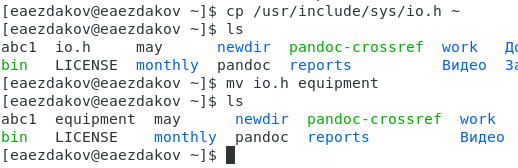 [eaezdakov@eaezdakov ~]$ cp /usr/include/sys/io.h ~
[eaezdakov@eaezdakov ~]$ ls
abc1 io.h may newdir pandoc-crossref work
bin LICENSE monthly pandoc reports Видео
[eaezdakov@eaezdakov ~]$ mv io.h equipment
[eaezdakov@eaezdakov ~]$ ls
abc1 equipment may newdir pandoc-crossref work
bin LICENSE monthly pandoc reports Видео
[eaezdakov@eaezdakov ~]$